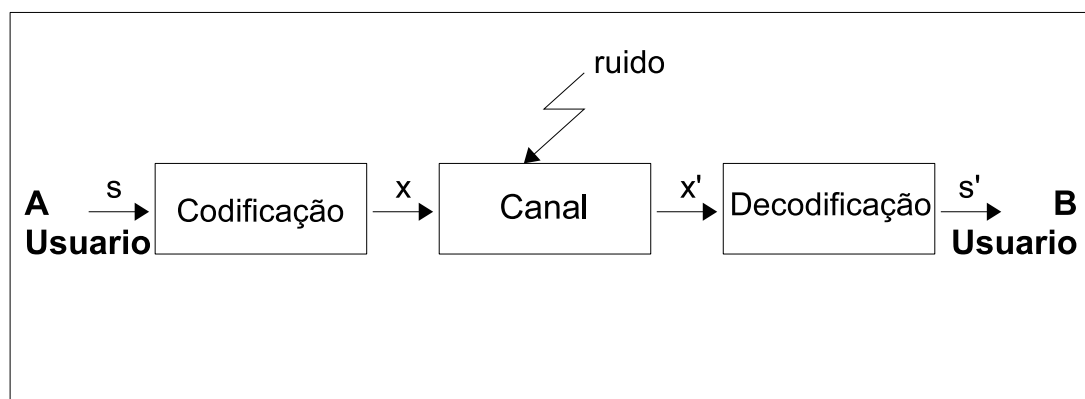 ruido
A
Usuario
s
Codificação
x
Canal
x'
Decodificação
s'
B
Usuario